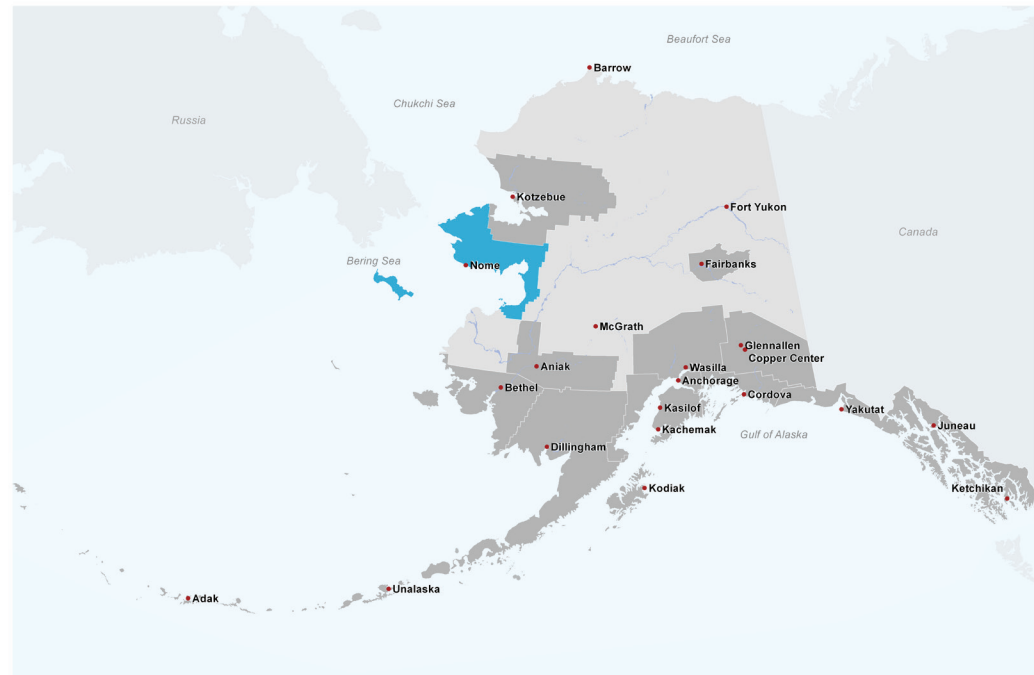 Beaufort Sea
Barrow
Chukchi Sea
Russia
Kotzebue
Fort Yukon
Canada
Bering Sea
Nome
Fairbanks
McGrath
Glennallen
Copper Center
Aniak
Wasilla
Anchorage
Bethel
Cordova
Kasilof
Yakutat
Kachemak
Gulf of Alaska
Juneau
Dillingham
Kodiak
Ketchikan
Unalaska
Adak